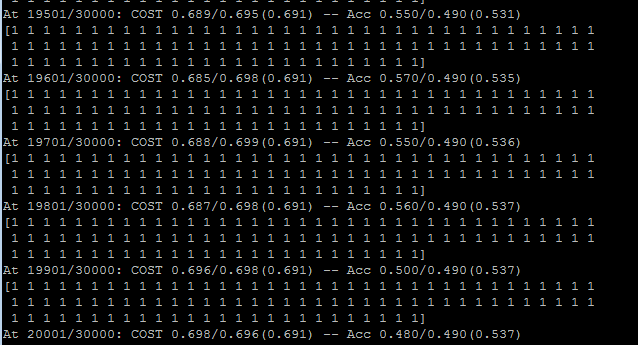 At 19501/30000: COST 0.689/0.695(0.691) -- Acc 0.550/0.490(0.531)
[1 1 1 1 1 1 1 1 1 1 1 1 1 1 1 1 1 1 1 1 1 1 1 1 1 1 1 1 1 1 1 1 1 1 1 1 1
1 1 1 1 1 1 1 1 1 1 1 1 1 1 1 1 1 1 1 1 1 1 1 1 1 1 1 1 1 1 1 1 1 1 1 1 1
1 1 1 1 1 1 1 1 1 1 1 1 1 1 1 1 1 1 1 1 1 1 1 1 1 1]
At 19601/30000: COST 0.685/0.698(0.691) -- Acc 0.570/0.490(0.535)
[1 1 1 1 1 1 1 1 1 1 1 1 1 1 1 1 1 1 1 1 1 1 1 1 1 1 1 1 1 1 1 1 1 1 1 1 1
1 1 1 1 1 1 1 1 1 1 1 1 1 1 1 1 1 1 1 1 1 1 1 1 1 1 1 1 1 1 1 1 1 1 1 1 1
1 1 1 1 1 1 1 1 1 1 1 1 1 1 1 1 1 1 1 1 1 1 1 1 1 1]
At 19701/30000: COST 0.688/0.699(0.691) -- Acc 0.550/0.490(0.536)
[1 1 1 1 1 1 1 1 1 1 1 1 1 1 1 1 1 1 1 1 1 1 1 1 1 1 1 1 1 1 1 1 1 1 1 1 1
1 1 1 1 1 1 1 1 1 1 1 1 1 1 1 1 1 1 1 1 1 1 1 1 1 1 1 1 1 1 1 1 1 1 1 1 1
1 1 1 1 1 1 1 1 1 1 1 1 1 1 1 1 1 1 1 1 1 1 1 1 1 1]
At 19801/30000: COST 0.687/0.698(0.691) -- Acc 0.560/0.490(0.537)
[1 1 1 1 1 1 1 1 1 1 1 1 1 1 1 1 1 1 1 1 1 1 1 1 1 1 1 1 1 1 1 1 1 1 1 1 1
1 1 1 1 1 1 1 1 1 1 1 1 1 1 1 1 1 1 1 1 1 1 1 1 1 1 1 1 1 1 1 1 1 1 1 1 1
1 1 1 1 1 1 1 1 1 1 1 1 1 1 1 1 1 1 1 1 1 1 1 1 1 1]
At 19901/30000: COST 0.696/0.698(0.691) -- Acc 0.500/0.490(0.537)
[1 1 1 1 1 1 1 1 1 1 1 1 1 1 1 1 1 1 1 1 1 1 1 1 1 1 1 1 1 1 1 1 1 1 1 1 1
1 1 1 1 1 1 1 1 1 1 1 1 1 1 1 1 1 1 1 1 1 1 1 1 1 1 1 1 1 1 1 1 1 1 1 1 1
1 1 1 1 1 1 1 1 1 1 1 1 1 1 1 1 1 1 1 1 1 1 1 1 1 1]
At 20001/30000: COST 0.698/0.696(0.691) -- Acc 0.480/0.490(0.537)